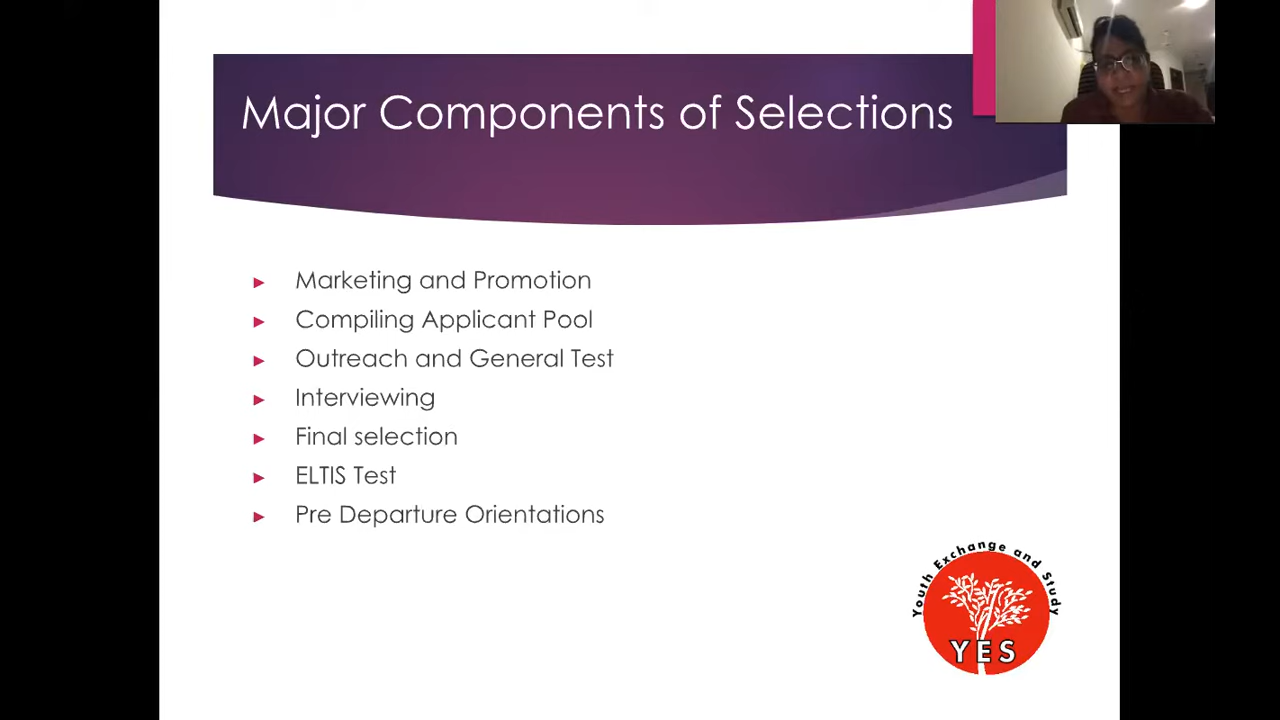 Major Components of Selections
Marketing and Promotion
Compiling Applicant Pool
Outreach and General Test
Interviewing
Final selection
ELTIS Test
Pre Departure Orientations
Youth Exchange and Study
YES